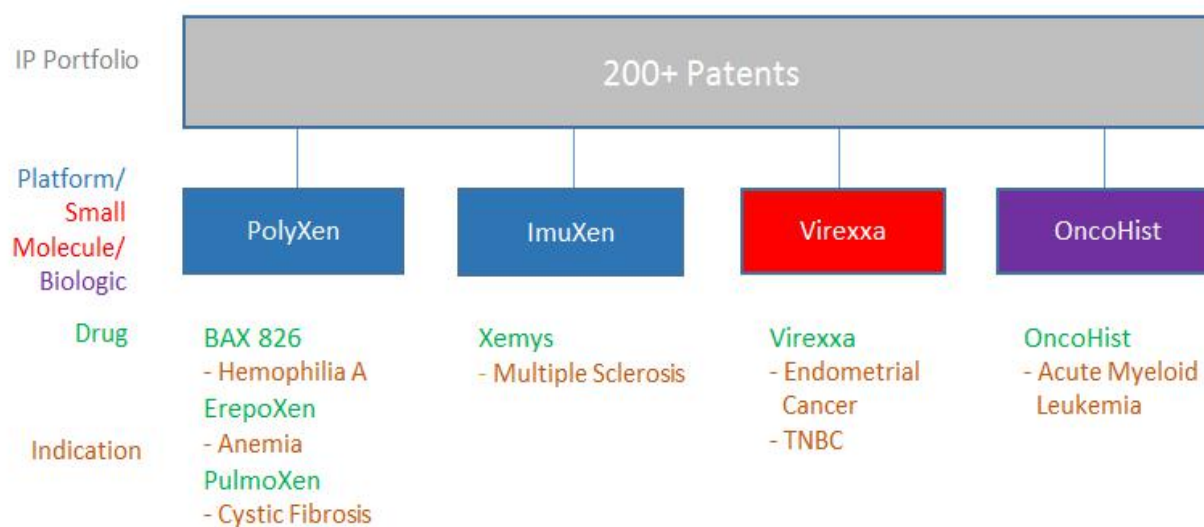 IP Portfolio
200+ Patents
Platform/
Small
Molecule/
Biologic
PolyXen
ImuXen
Virexxa
OncoHist
Drug
BAX 826
- Hemophilia A
ErepoXen
- Anemia
PulmoXen
- Cystic Fibrosis
Xemys
- Multiple Sclerosis
Virexxa
- Endometrial
Cancer
- TNBC
OncoHist
- Acute Myeloid
Leukemia
Indication